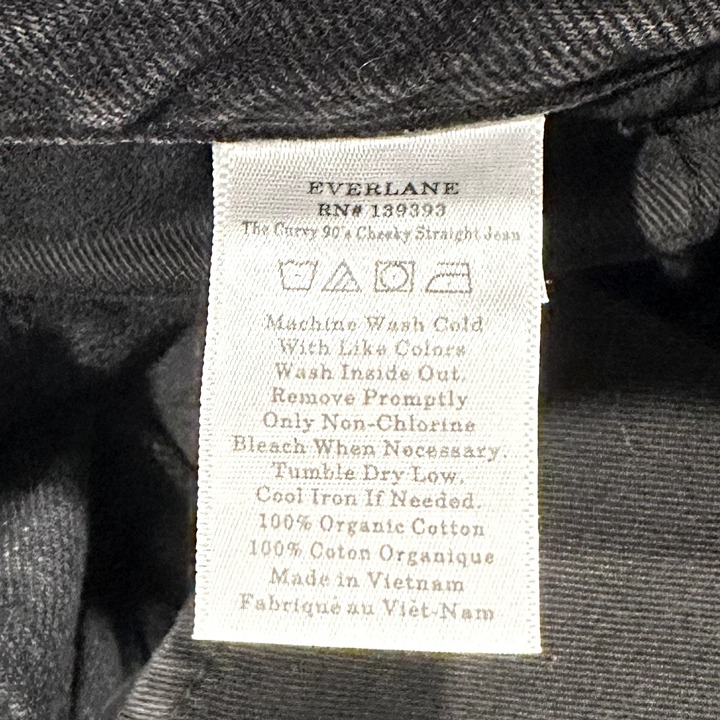 EVERLANE
RN# 139393
The Curvy 90's Cheeky Straight Jean
Machine Wash Cold
With Like Colors
Wash Inside Out.
Remove Promptly
Only Non-Chlorine
Bleach When Necessary.
Tumble Dry Low.
Cool Iron If Needed.
100% Organic Cotton
100% Coton Organique
Made in Vietnam
Fabriqué au Viêt-Nam